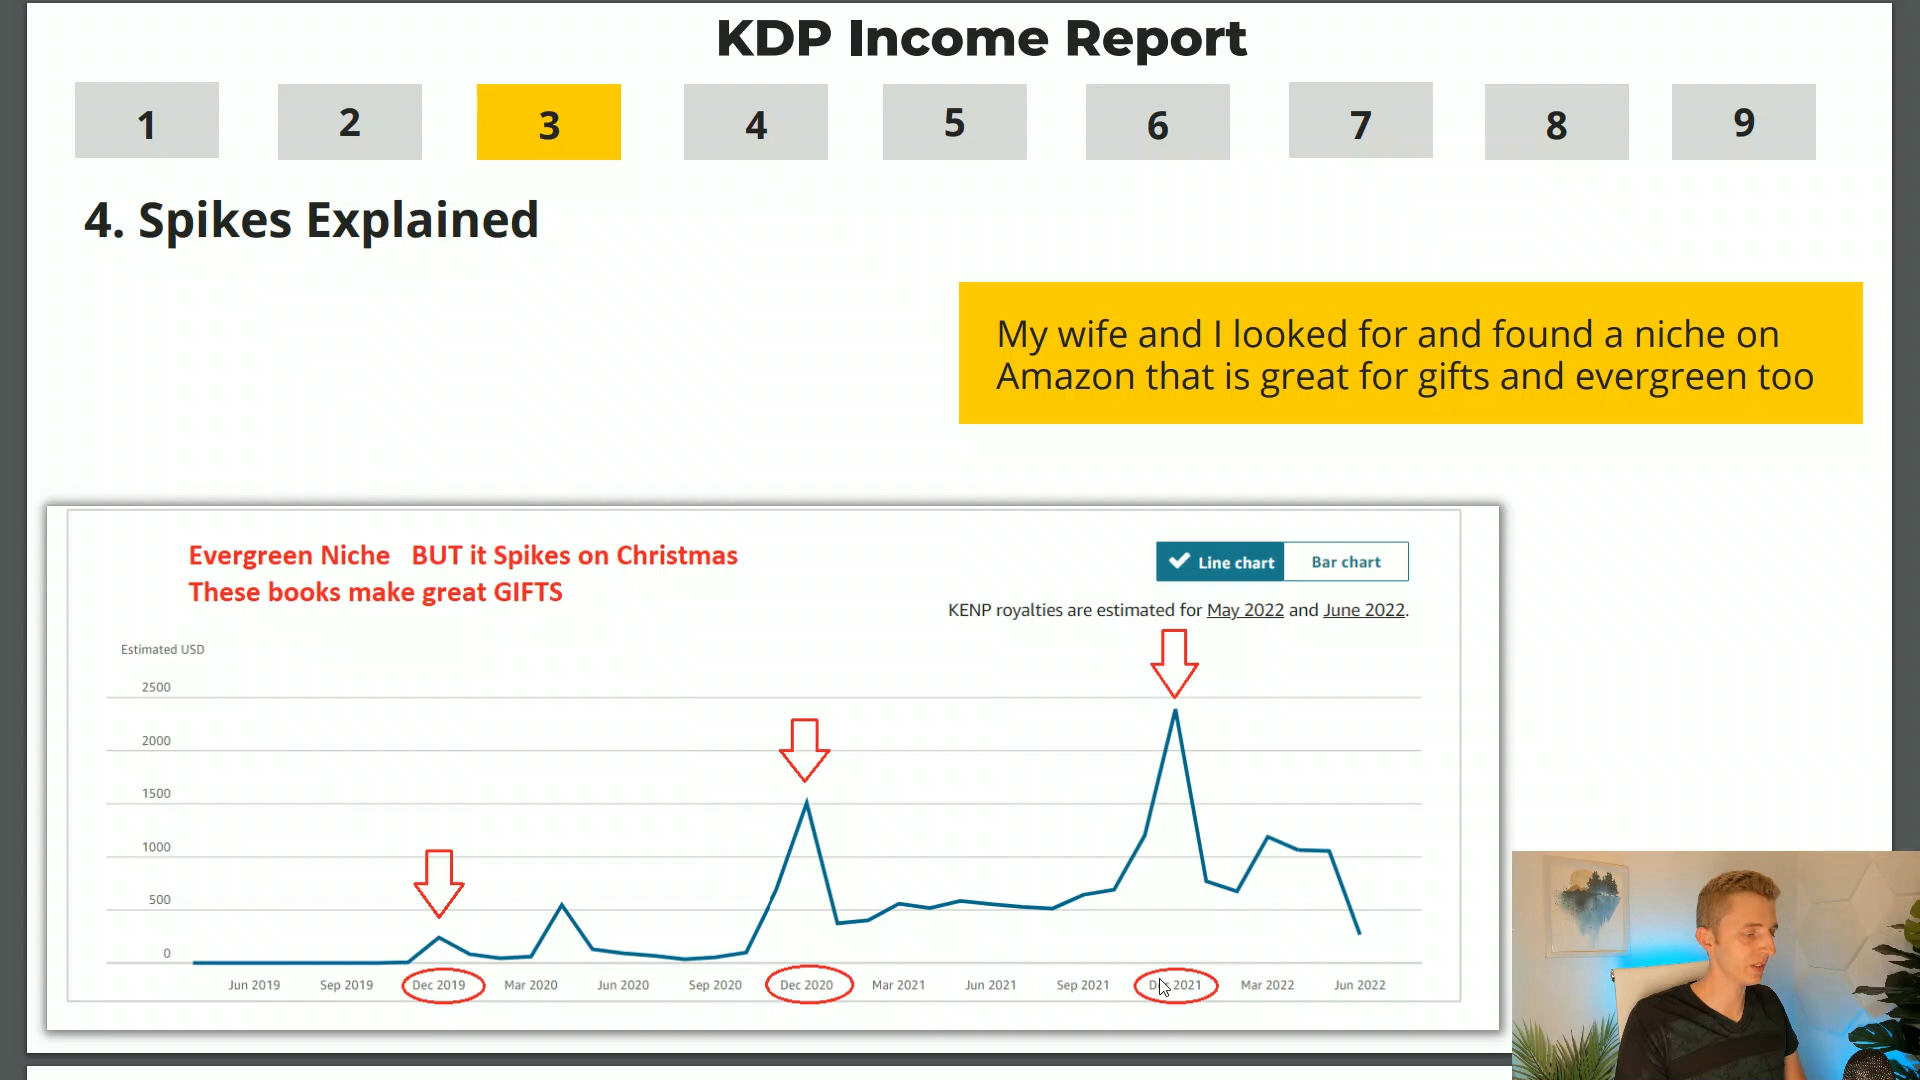 KDP Income Report
1 2 3 4 5 6 7 8 9
4. Spikes Explained
My wife and I looked for and found a niche on
Amazon that is great for gifts and evergreen too
Evergreen Niche BUT it Spikes on Christmas
These books make great GIFTS
Line chart Bar chart
KENP royalties are estimated for May 2022 and June 2022.
Estimated USD
2500
2000
1500
1000
500
0
Jun 2019 Sep 2019 Dec 2019 Mar 2020 Jun 2020 Sep 2020 Dec 2020 Mar 2021 Jun 2021 Sep 2021 Dec 2021 Mar 2022 Jun 2022